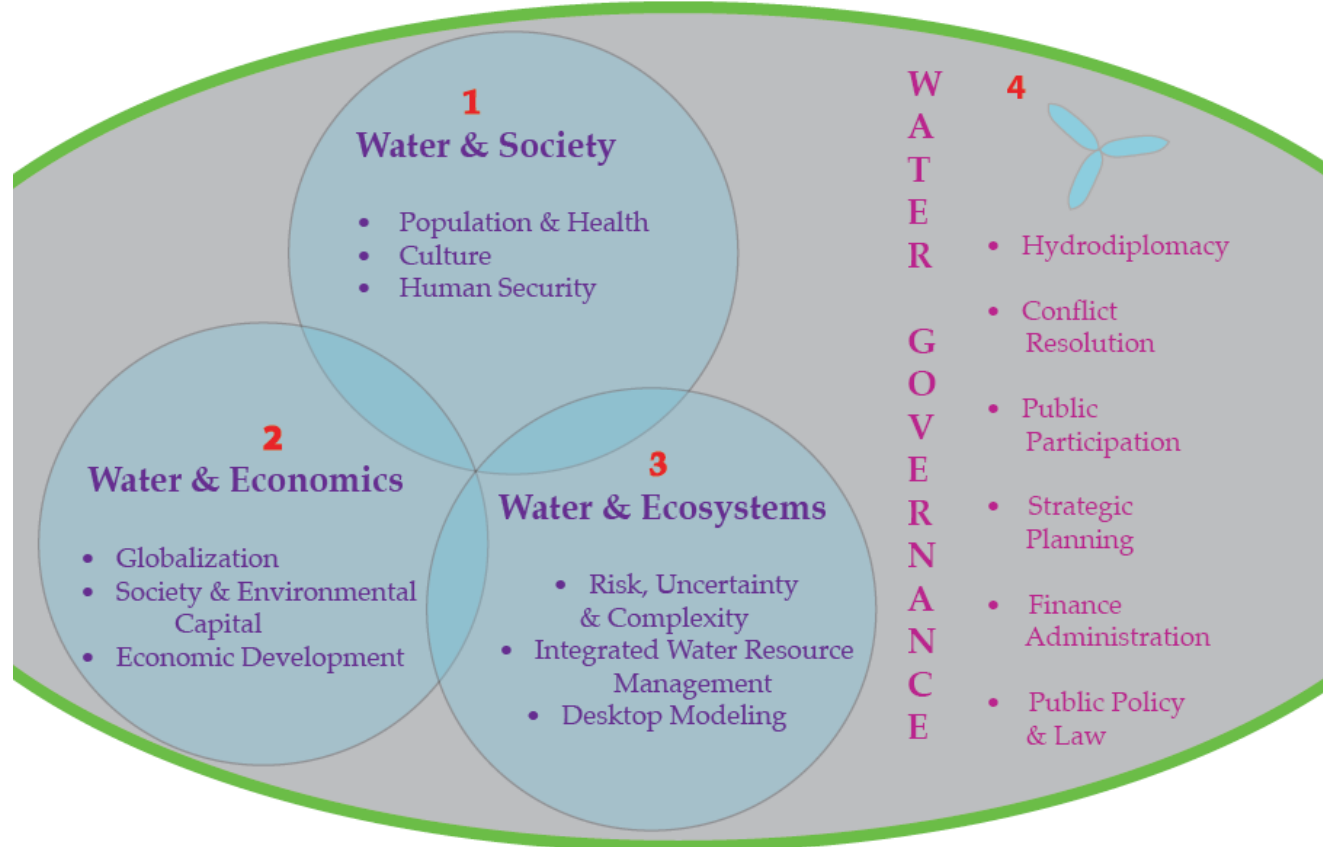 1
Water & Society
• Population & Health
• Culture
• Human Security
2
Water & Economics
• Globalization
• Society & Environmental
Capital
• Economic Development
3
Water & Ecosystems
• Risk, Uncertainty
& Complexity
• Integrated Water Resource
Management
• Desktop Modeling
WATER GOVERNANCE
4
• Hydrodiplomacy
• Conflict
Resolution
• Public
Participation
• Strategic
Planning
• Finance
Administration
• Public Policy
& Law